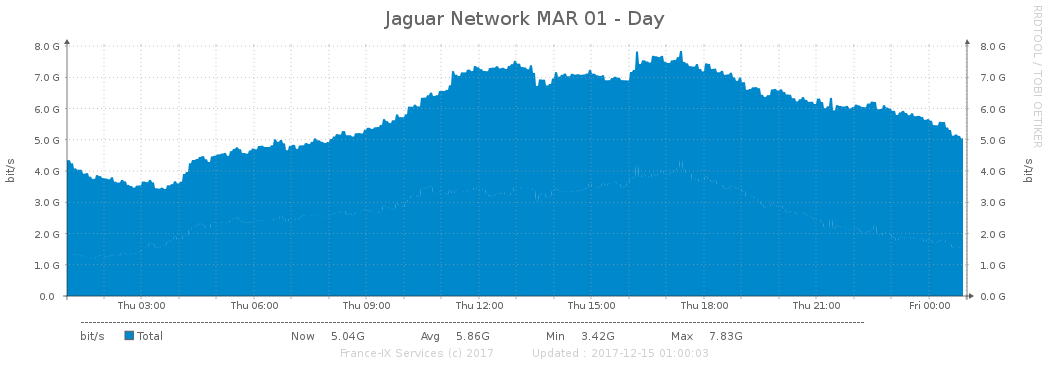 Jaguar Network MAR 01 - Day
RRDTOOL / TOBI OETIKER
8.0 G 8.0 G
7.0 G 7.0 G
6.0 G 6.0 G
5.0 G 5.0 G
4.0 G 4.0 G
3.0 G 3.0 G
2.0 G 2.0 G
1.0 G 1.0 G
0.0 0.0 G
bit/s bit/s
Thu 03:00 Thu 06:00 Thu 09:00 Thu 12:00 Thu 15:00 Thu 18:00 Thu 21:00 Fri 00:00
bit/s Total Now 5.04G Avg 5.86G Min 3.42G Max 7.83G
France-IX Services (c) 2017 Updated : 2017-12-15 01:00:03